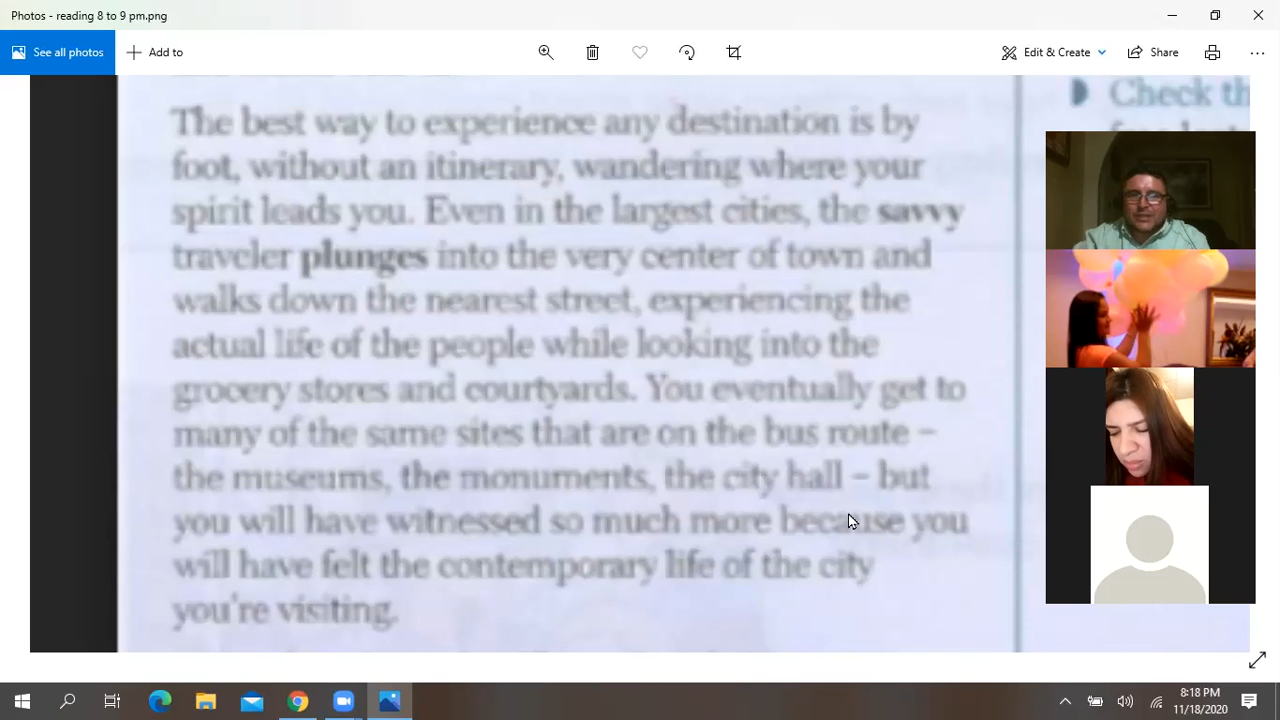 Photos - reading 8 to 9 pm.png
See all photos
Add to
Edit & Create
Share
The best way to experience any destination is by
foot, without an itinerary, wandering where your
spirit leads you. Even in the largest cities, the savvy
traveler plunges into the very center of town and
walks down the nearest street, experiencing the
actual life of the people while looking into the
grocery stores and courtyards. You eventually get to
many of the same sites that are on the bus route –
the museums, the monuments, the city hall – but
you will have witnessed so much more because you
will have felt the contemporary life of the city
you're visiting.
Check th
8:18 PM
11/18/2020